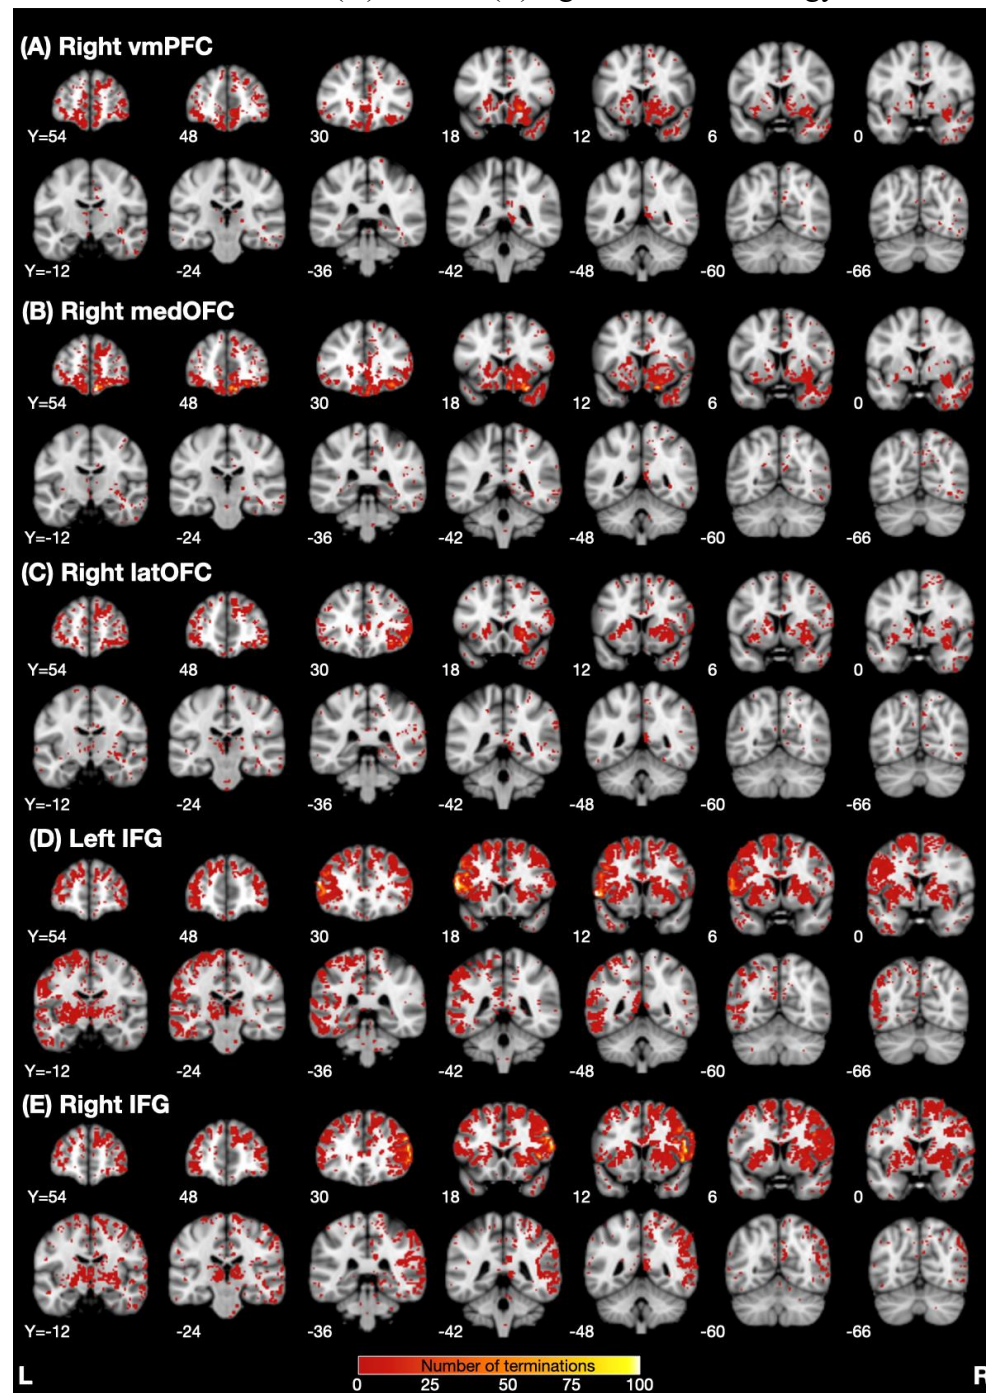 (A) Right vmPFC
Y=54 48 30 18 12 6 0
Y=-12 -24 -36 -42 -48 -60 -66
(B) Right medOFC
Y=54 48 30 18 12 6 0
Y=-12 -24 -36 -42 -48 -60 -66
(C) Right latOFC
Y=54 48 30 18 12 6 0
Y=-12 -24 -36 -42 -48 -60 -66
(D) Left IFG
Y=54 48 30 18 12 6 0
Y=-12 -24 -36 -42 -48 -60 -66
(E) Right IFG
Y=54 48 30 18 12 6 0
Y=-12 -24 -36 -42 -48 -60 -66
L Number of terminations R
0 25 50 75 100